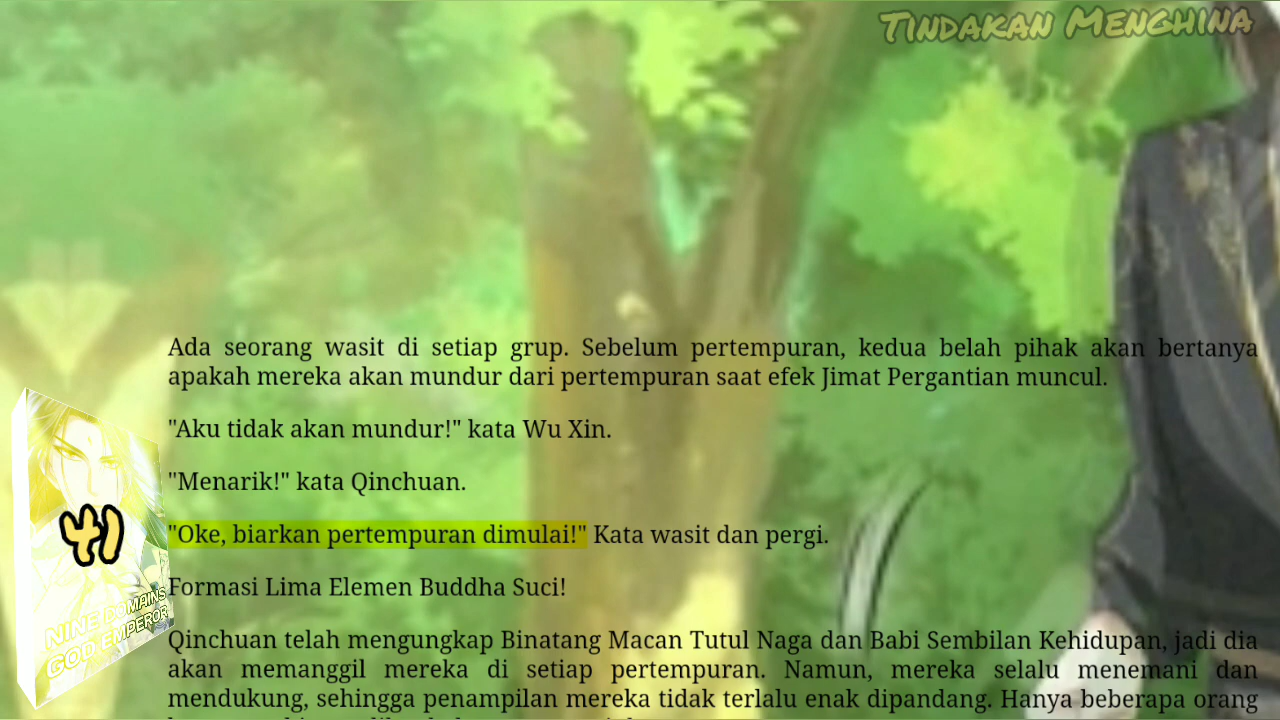 Tindakan Menghina
Ada seorang wasit di setiap grup. Sebelum pertempuran, kedua belah pihak akan bertanya
apakah mereka akan mundur dari pertempuran saat efek Jimat Pergantian muncul.
"Aku tidak akan mundur!" kata Wu Xin.
"Menarik!" kata Qinchuan.
"Oke, biarkan pertempuran dimulai!" Kata wasit dan pergi.
Formasi Lima Elemen Buddha Suci!
Qinchuan telah mengungkap Binatang Macan Tutul Naga dan Babi Sembilan Kehidupan, jadi dia
akan memanggil mereka di setiap pertempuran. Namun, mereka selalu menemani dan
mendukung, sehingga penampilan mereka tidak terlalu enak dipandang. Hanya beberapa orang
41
NINE DOMAINS
GOD EMPEROR